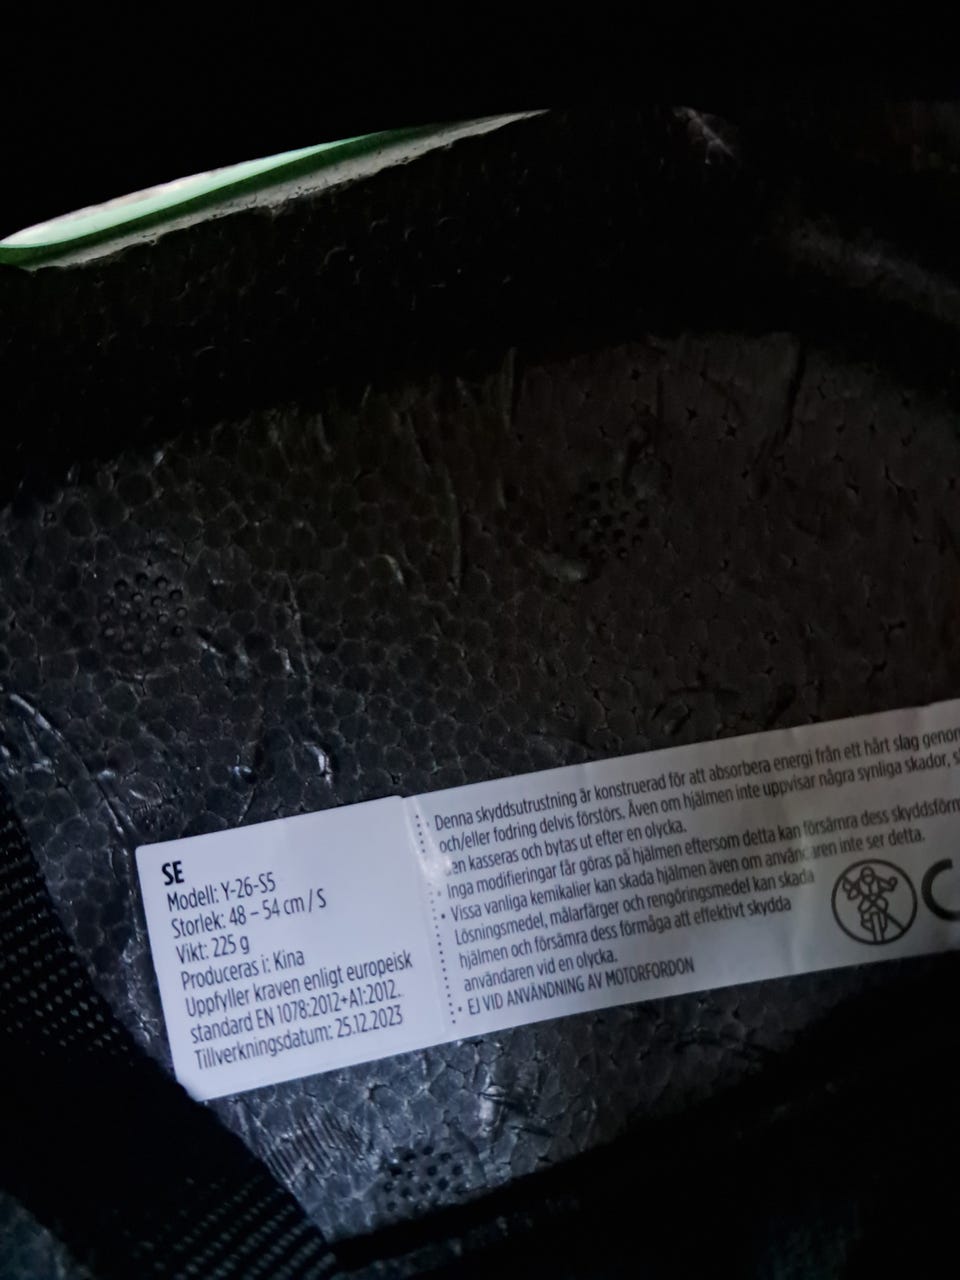 SE
Modell: Y-26-S5
Storlek: 48 – 54 cm / S
Vikt: 225 g
Produceras i: Kina
Uppfyller kraven enligt europeisk
standard EN 1078:2012+A1:2012.
Tillverkningsdatum: 25.12.2023
• Denna skyddsutrustning är konstruerad för att absorbera energi från ett hårt slag genom
och/eller fodring delvis förstörs. Även om hjälmen inte uppvisar några synliga skador,
den kasseras och bytas ut efter en olycka.
• Inga modifieringar får göras på hjälmen eftersom detta kan försämra dess skyddsförm
• Vissa vanliga kemikalier kan skada hjälmen även om användaren inte ser detta.
Lösningsmedel, målarfärger och rengöringsmedel kan skada
hjälmen och försämra dess förmåga att effektivt skydda
användaren vid en olycka.
• EJ VID ANVÄNDNING AV MOTORFORDON